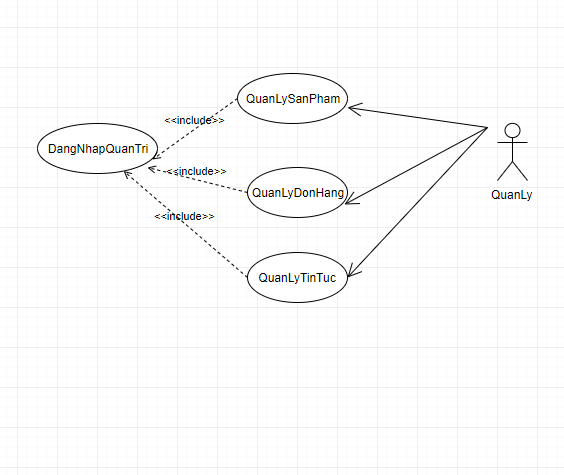 QuanLySanPham
<<include>>
DangNhapQuanTri
<<include>>
QuanLyDonHang
QuanLy
<<include>>
QuanLyTinTuc